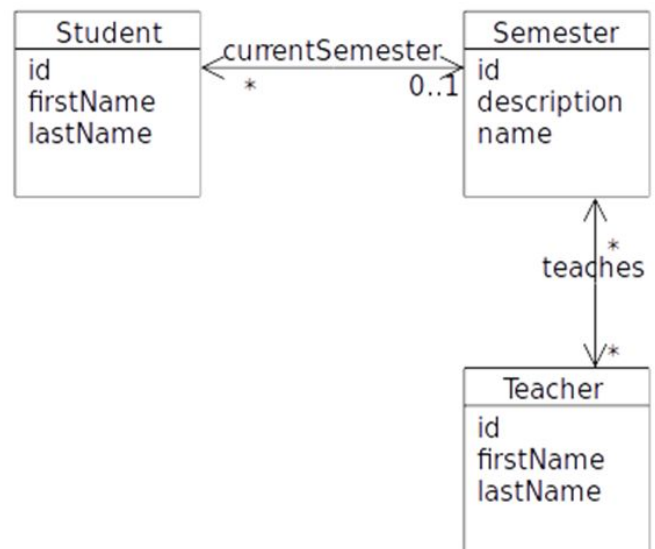 Student
id
firstName
lastName
currentSemester
*
0..1
Semester
id
description
name
*
teaches
*
Teacher
id
firstName
lastName